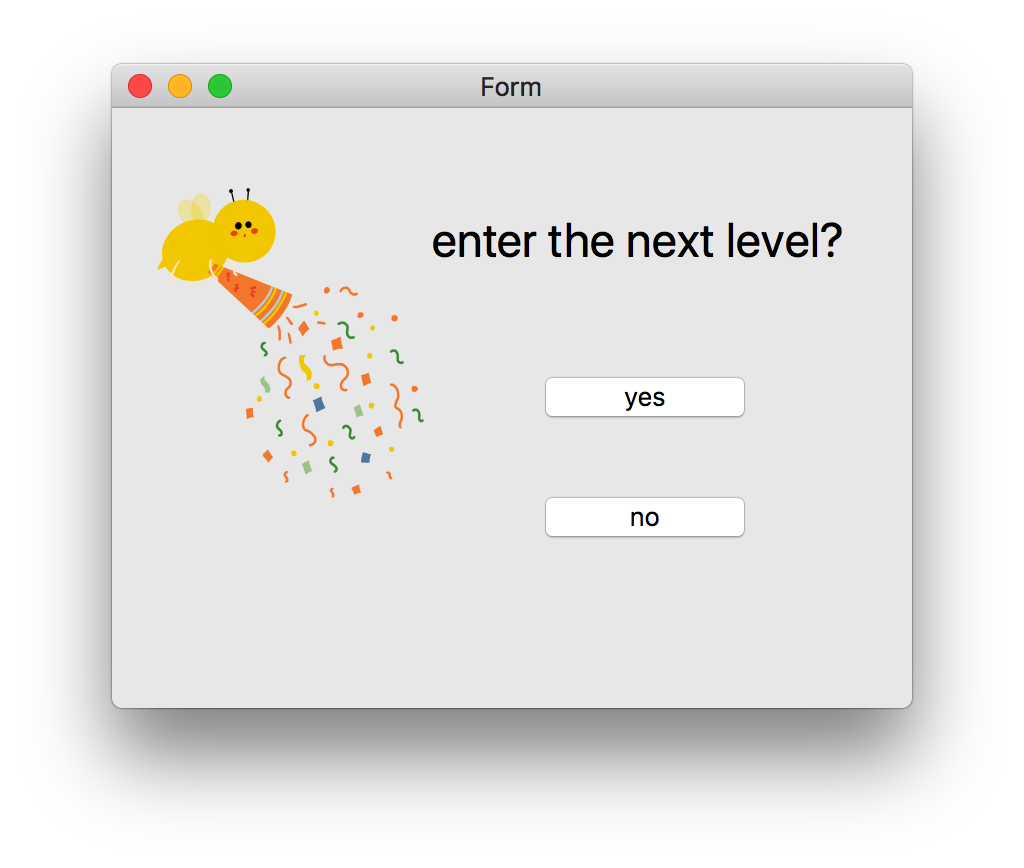 Form
enter the next level?
yes
no